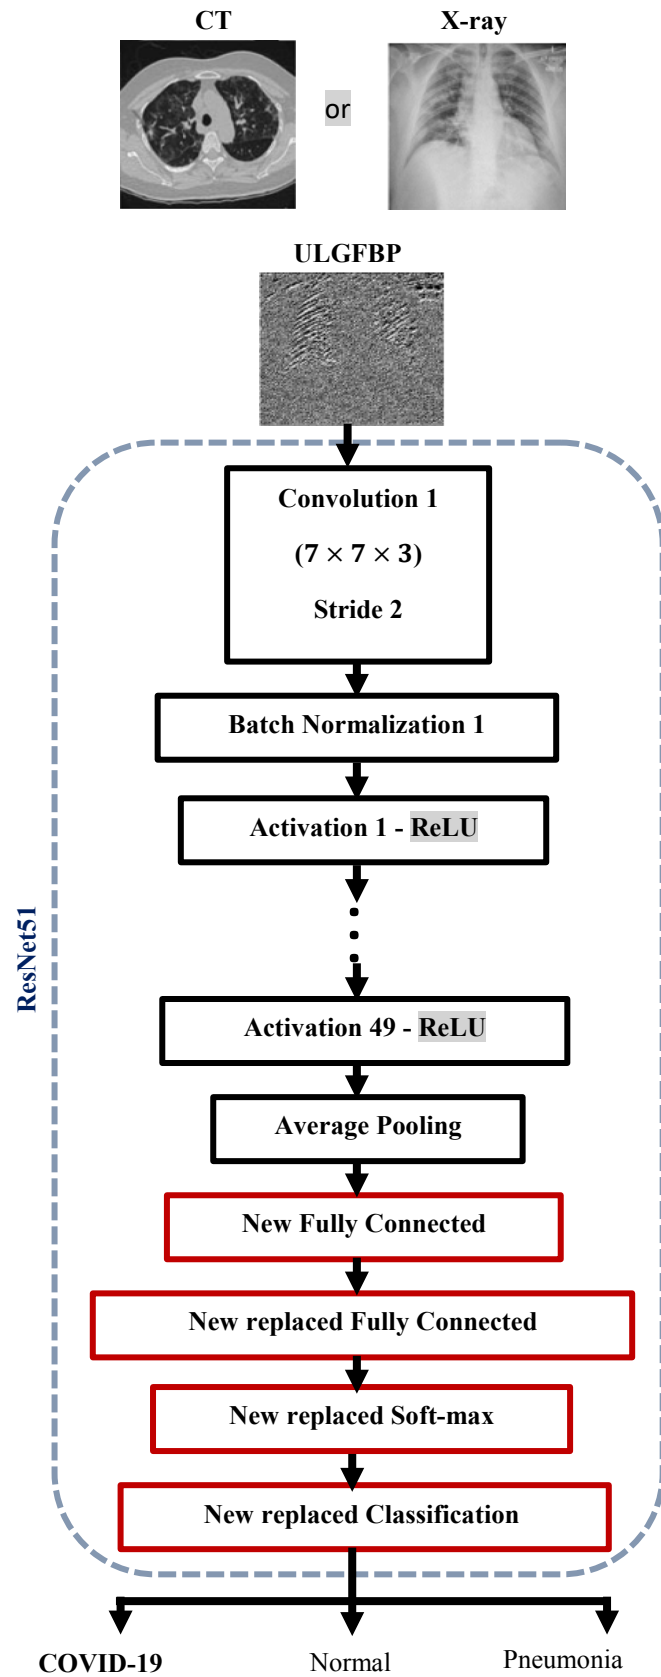 CT
X-ray
or
ULGFBP
Convolution 1
(7 × 7 × 3)
Stride 2
Batch Normalization 1
Activation 1 - ReLU
ResNet51
Activation 49 - ReLU
Average Pooling
New Fully Connected
New replaced Fully Connected
New replaced Soft-max
New replaced Classification
COVID-19
Normal
Pneumonia